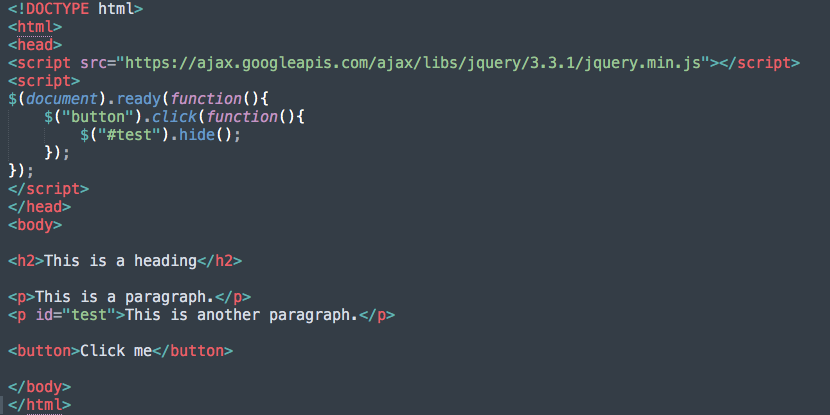 <!DOCTYPE html>
<html>
<head>
<script src="https://ajax.googleapis.com/ajax/libs/jquery/3.3.1/jquery.min.js"></script>
<script>
$(document).ready(function(){
    $("button").click(function(){
        $("#test").hide();
    });
});
</script>
</head>
<body>

<h2>This is a heading</h2>

<p>This is a paragraph.</p>
<p id="test">This is another paragraph.</p>

<button>Click me</button>

</body>
</html>